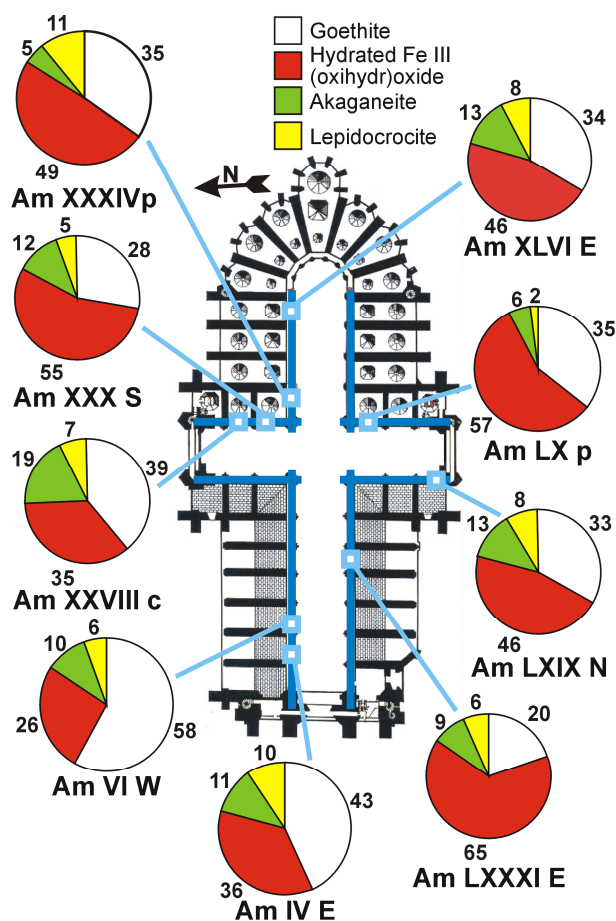 Goethite
Hydrated Fe III
(oxihydr)oxide
Akaganeite
Lepidocrocite
N
11
5
35
49
Am XXXIVp
5
12
28
55
Am XXX S
7
19
39
35
Am XXVIII c
6
10
26
58
Am VI W
10
11
43
36
Am IV E
8
13
34
46
Am XLVI E
2
6
35
57
Am LX p
8
13
33
46
Am LXIX N
6
9
20
65
Am LXXXI E